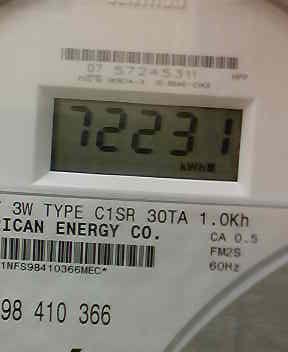 07 57245311
72231
kWh
3W TYPE C1SR 30TA 1.0Kh
RICAN ENERGY CO.
CA 0.5
FM2S
60Hz
1NFS98410366MEC*
98 410 366